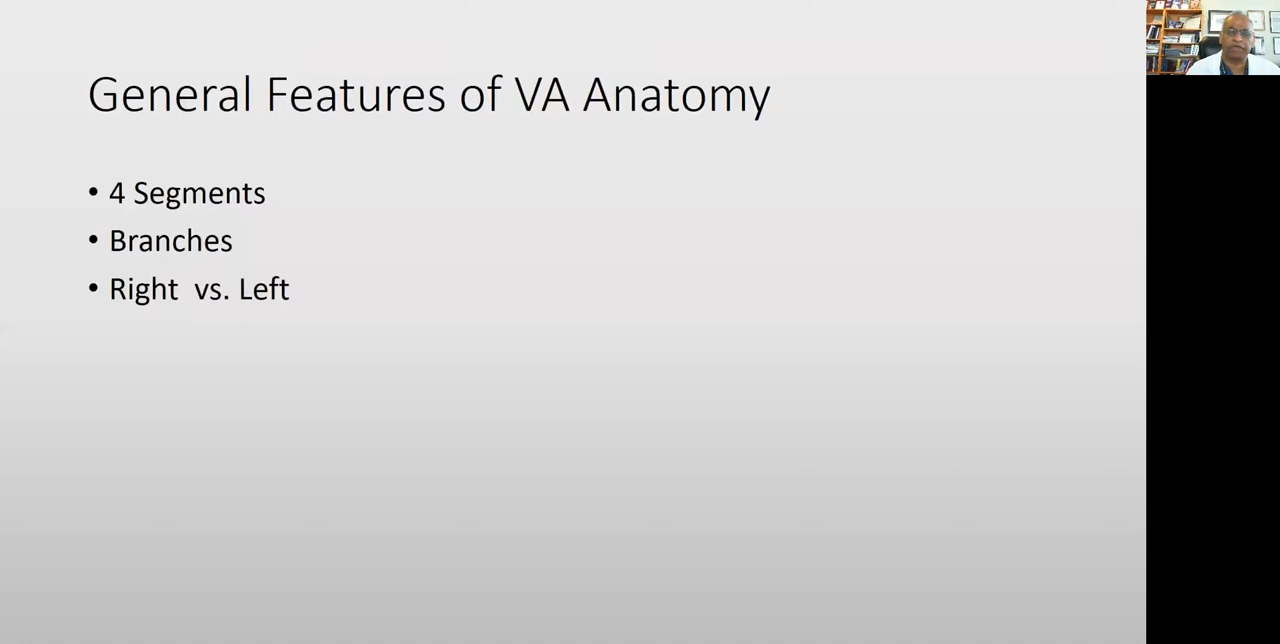 General Features of VA Anatomy
• 4 Segments
• Branches
• Right  vs. Left